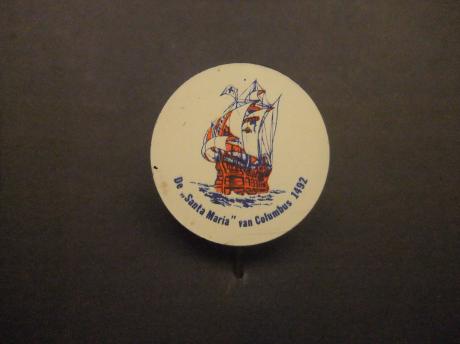 De „Santa Maria" van Columbus 1492